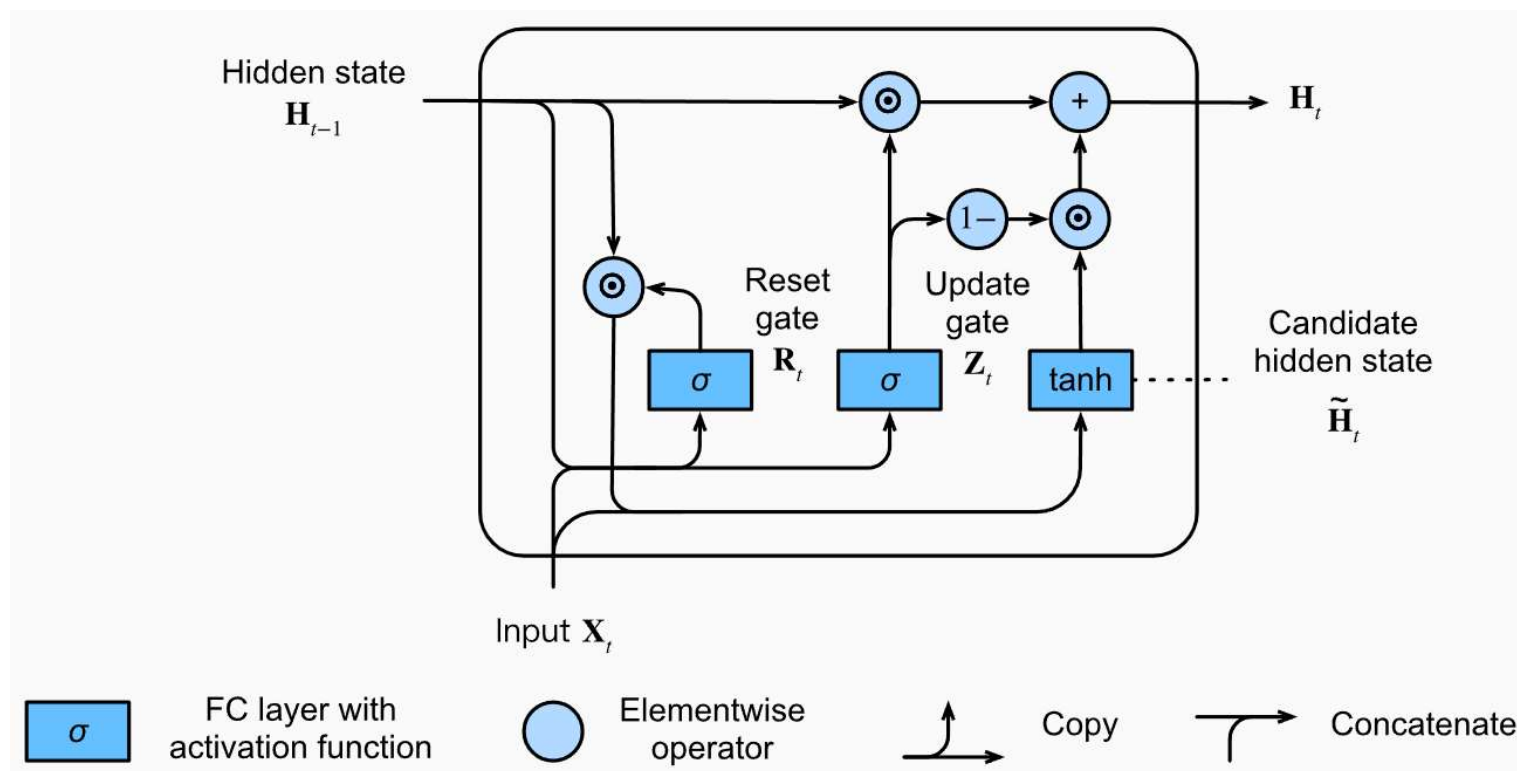 Hidden state
H_{t−1}
H_t
+
1−
Reset
gate
R_t
Update
gate
Z_t
σ
σ
tanh
Candidate
hidden state
H̃_t
Input X_t
σ
FC layer with
activation function
Elementwise
operator
Copy
Concatenate